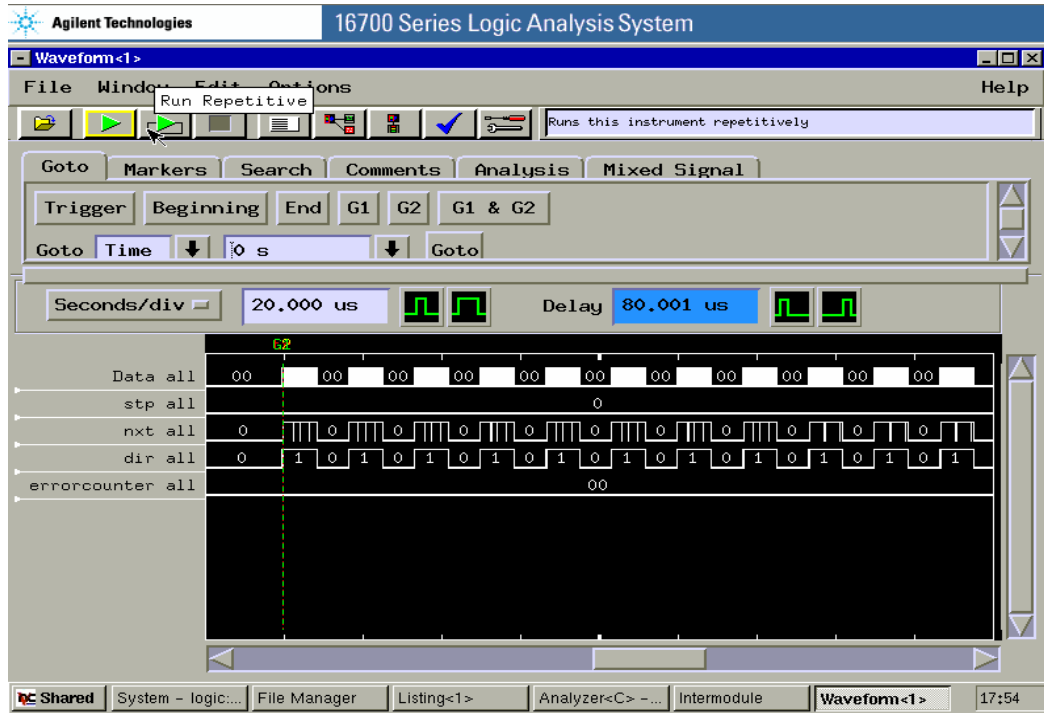 Agilent Technologies 16700 Series Logic Analysis System
Waveform<1>
File Window Edit Options Help
Run Repetitive
Runs this instrument repetitively
Goto Markers Search Comments Analysis Mixed Signal
Trigger Beginning End G1 G2 G1 & G2
Goto Time 0 s Goto
Seconds/div 20.000 us Delay 80.001 us
G2
Data all 00 00 00 00 00 00 00 00 00 00 00
stp all 0
nxt all 0 0 0 0 0 0 0 0 0 0 0
dir all 0 1 0 1 0 1 0 1 0 1 0 1 0 1 0 1 0 1 0 1 0 1
errorcounter all 00
Shared System - logic:... File Manager Listing<1> Analyzer<C> -... Intermodule Waveform<1> 17:54